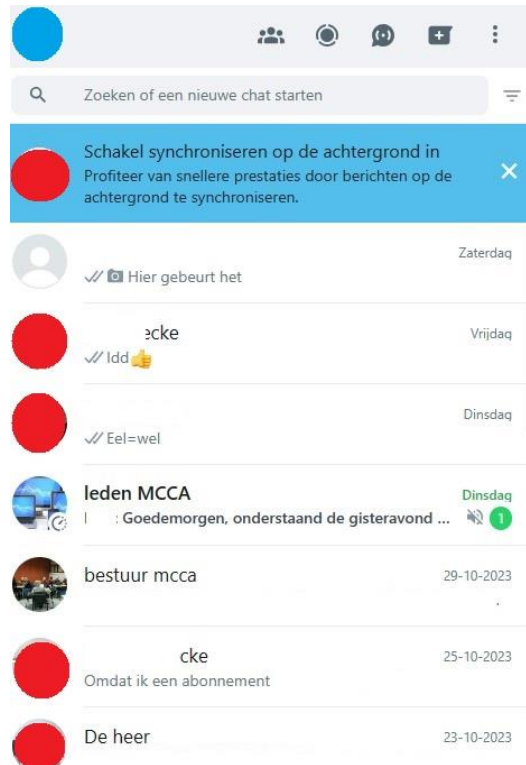 Zoeken of een nieuwe chat starten
Schakel synchroniseren op de achtergrond in
Profiteer van snellere prestaties door berichten op de
achtergrond te synchroniseren.
Zaterdag
Hier gebeurt het
ecke Vrijdag
Idd👍
Dinsdag
Eel=wel
leden MCCA Dinsdag
: Goedemorgen, onderstaand de gisteravond ... 1
bestuur mcca 29-10-2023
cke 25-10-2023
Omdat ik een abonnement
De heer 23-10-2023